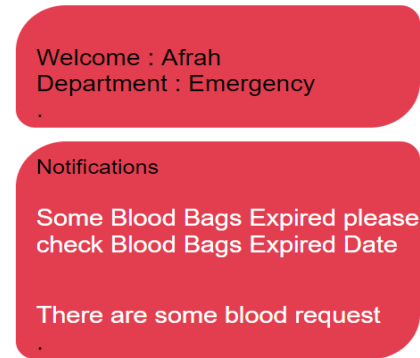 Welcome : Afrah
Department : Emergency
.
Notifications
Some Blood Bags Expired please
check Blood Bags Expired Date
There are some blood request
.